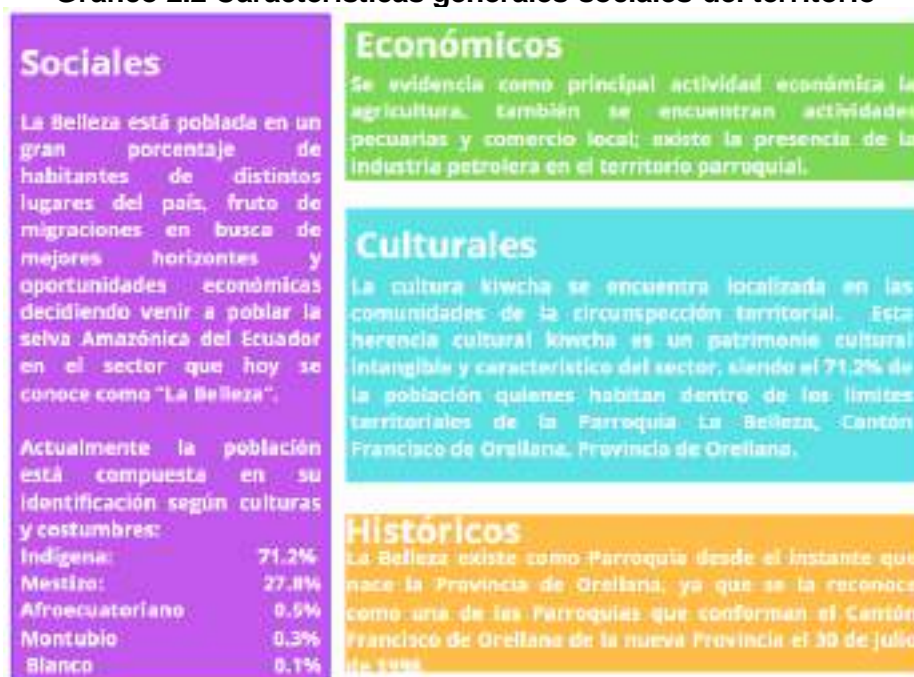 Gráfico 2.2 Características generales sociales del territorio
Sociales
La Belleza está poblada en un
gran porcentaje de
habitantes de distintos
lugares del país, fruto de
migraciones en busca de
mejores horizontes y
oportunidades económicas
decidiendo venir a poblar la
selva Amazónica del Ecuador
en el sector que hoy se
conoce como "La Belleza".
Actualmente la población
está compuesta en su
identificación según culturas
y costumbres:
Indígena: 71.2%
Mestizo: 27.8%
Afroecuatoriano 0.5%
Montubio 0.3%
Blanco 0.1%
Económicos
Se evidencia como principal actividad económica la
agricultura, también se encuentran actividades
pecuarias y comercio local; existe la presencia de la
industria petrolera en el territorio parroquial.
Culturales
La cultura kiwcha se encuentra localizada en las
comunidades de la circunspección territorial. Esta
herencia cultural kiwcha es un patrimonio cultural
intangible y característico del sector, siendo el 71.2% de
la población quienes habitan dentro de los límites
territoriales de la Parroquia La Belleza, Cantón
Francisco de Orellana, Provincia de Orellana.
Históricos
La Belleza existe como Parroquia desde el instante que
nace la Provincia de Orellana, ya que se la reconoce
como una de las Parroquias que conforman el Cantón
Francisco de Orellana de la nueva Provincia el 30 de julio
de 1998